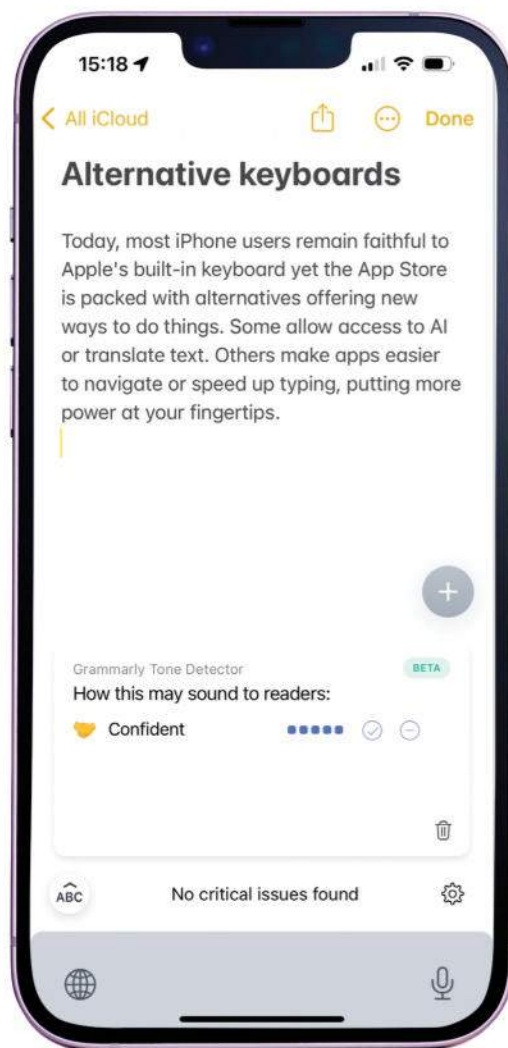 15:18
All iCloud
Done
Alternative keyboards
Today, most iPhone users remain faithful to
Apple's built-in keyboard yet the App Store
is packed with alternatives offering new
ways to do things. Some allow access to AI
or translate text. Others make apps easier
to navigate or speed up typing, putting more
power at your fingertips.
Grammarly Tone Detector
BETA
How this may sound to readers:
Confident
ABC
No critical issues found